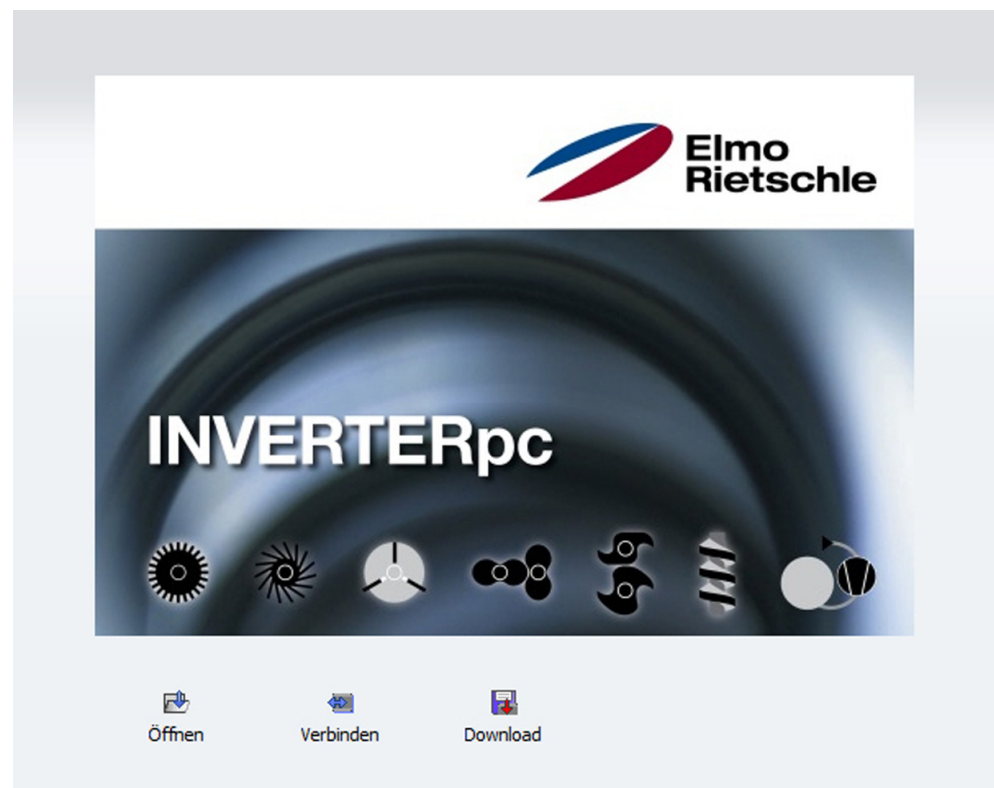 Elmo
Rietschle
INVERTERpc
Öffnen
Verbinden
Download